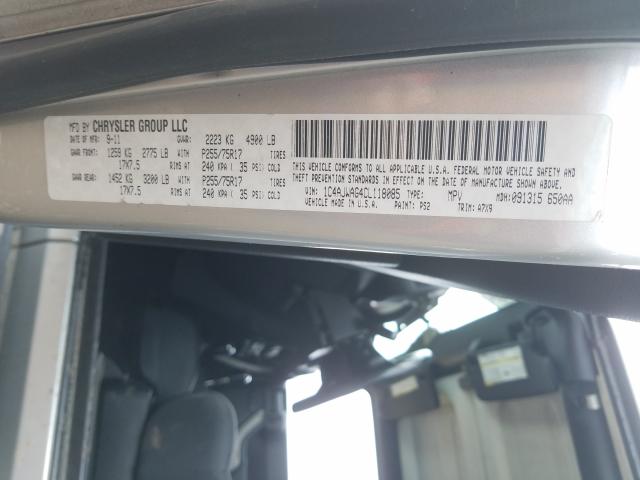 MFD BY CHRYSLER GROUP LLC
DATE OF MFR: 9-11 GVWR: 2223 KG 4900 LB
GAWR FRONT: 1259 KG 2775 LB WITH P255/75R17 TIRES
17X7.5 RIMS AT 240 KPA ( 35 PSI) COLD
GAWR REAR: 1452 KG 3200 LB WITH P255/75R17 TIRES
17X7.5 RIMS AT 240 KPA ( 35 PSI) COLD
THIS VEHICLE CONFORMS TO ALL APPLICABLE U.S.A. FEDERAL MOTOR VEHICLE SAFETY AND
THEFT PREVENTION STANDARDS IN EFFECT ON THE DATE OF MANUFACTURE SHOWN ABOVE.
VIN: 1C4AJWAG4CL118085 MPV MDH: 091315 650AA
VEHICLE MADE IN U.S.A. PAINT: PS2 TRIM: A7X9